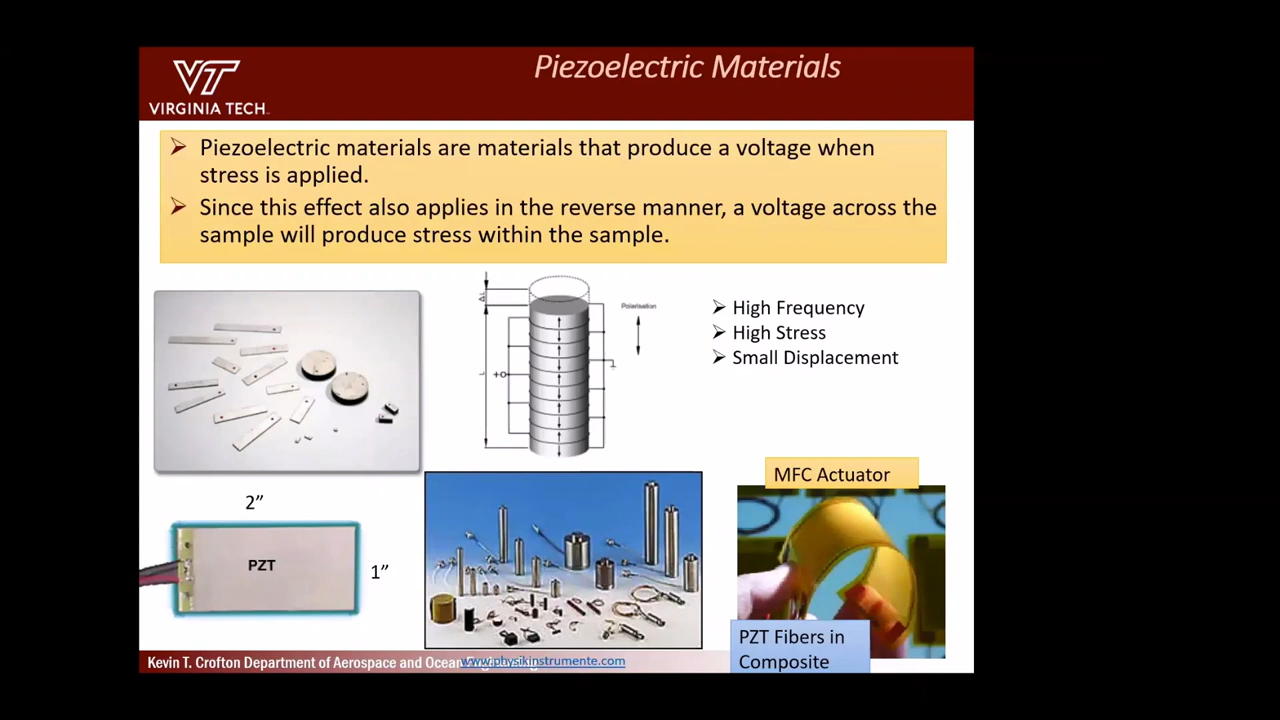 Piezoelectric Materials
VT
VIRGINIA TECH
Piezoelectric materials are materials that produce a voltage when
stress is applied.
Since this effect also applies in the reverse manner, a voltage across the
sample will produce stress within the sample.
ΔL
Polarisation
L
+
High Frequency
High Stress
Small Displacement
2”
PZT
1”
MFC Actuator
PZT Fibers in
Composite
Kevin T. Crofton Department of Aerospace and Ocean
www.physikinstrumente.com